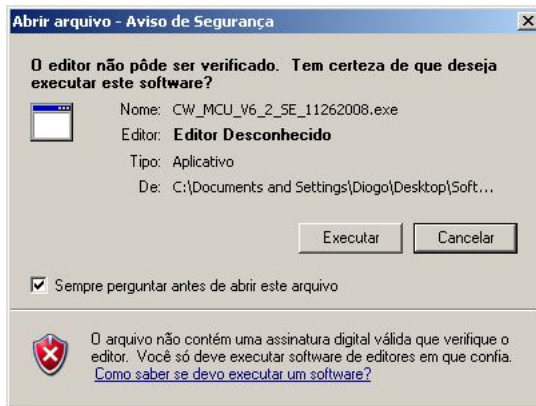 Abrir arquivo - Aviso de Segurança
O editor não pôde ser verificado. Tem certeza de que deseja
executar este software?
Nome: CW_MCU_V6_2_SE_11262008.exe
Editor: Editor Desconhecido
Tipo: Aplicativo
De: C:\Documents and Settings\Diogo\Desktop\Soft...
Executar Cancelar
Sempre perguntar antes de abrir este arquivo
O arquivo não contém uma assinatura digital válida que verifique o
editor. Você só deve executar software de editores em que confia.
Como saber se devo executar um software?